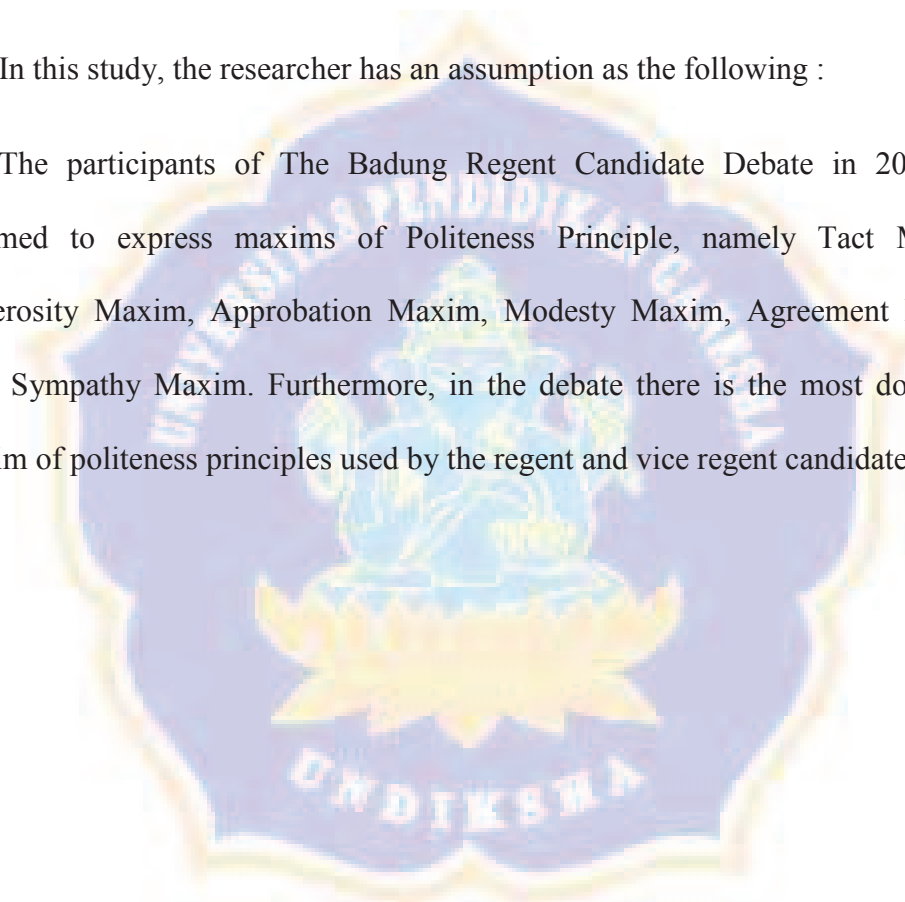 In this study, the researcher has an assumption as the following :
The participants of The Badung Regent Candidate Debate in 20
med to express maxims of Politeness Principle, namely Tact M
erosity Maxim, Approbation Maxim, Modesty Maxim, Agreement
Sympathy Maxim. Furthermore, in the debate there is the most do
im of politeness principles used by the regent and vice regent candidate
UNIVERSITAS PENDIDIKAN GANESHA
UNDIKSHA